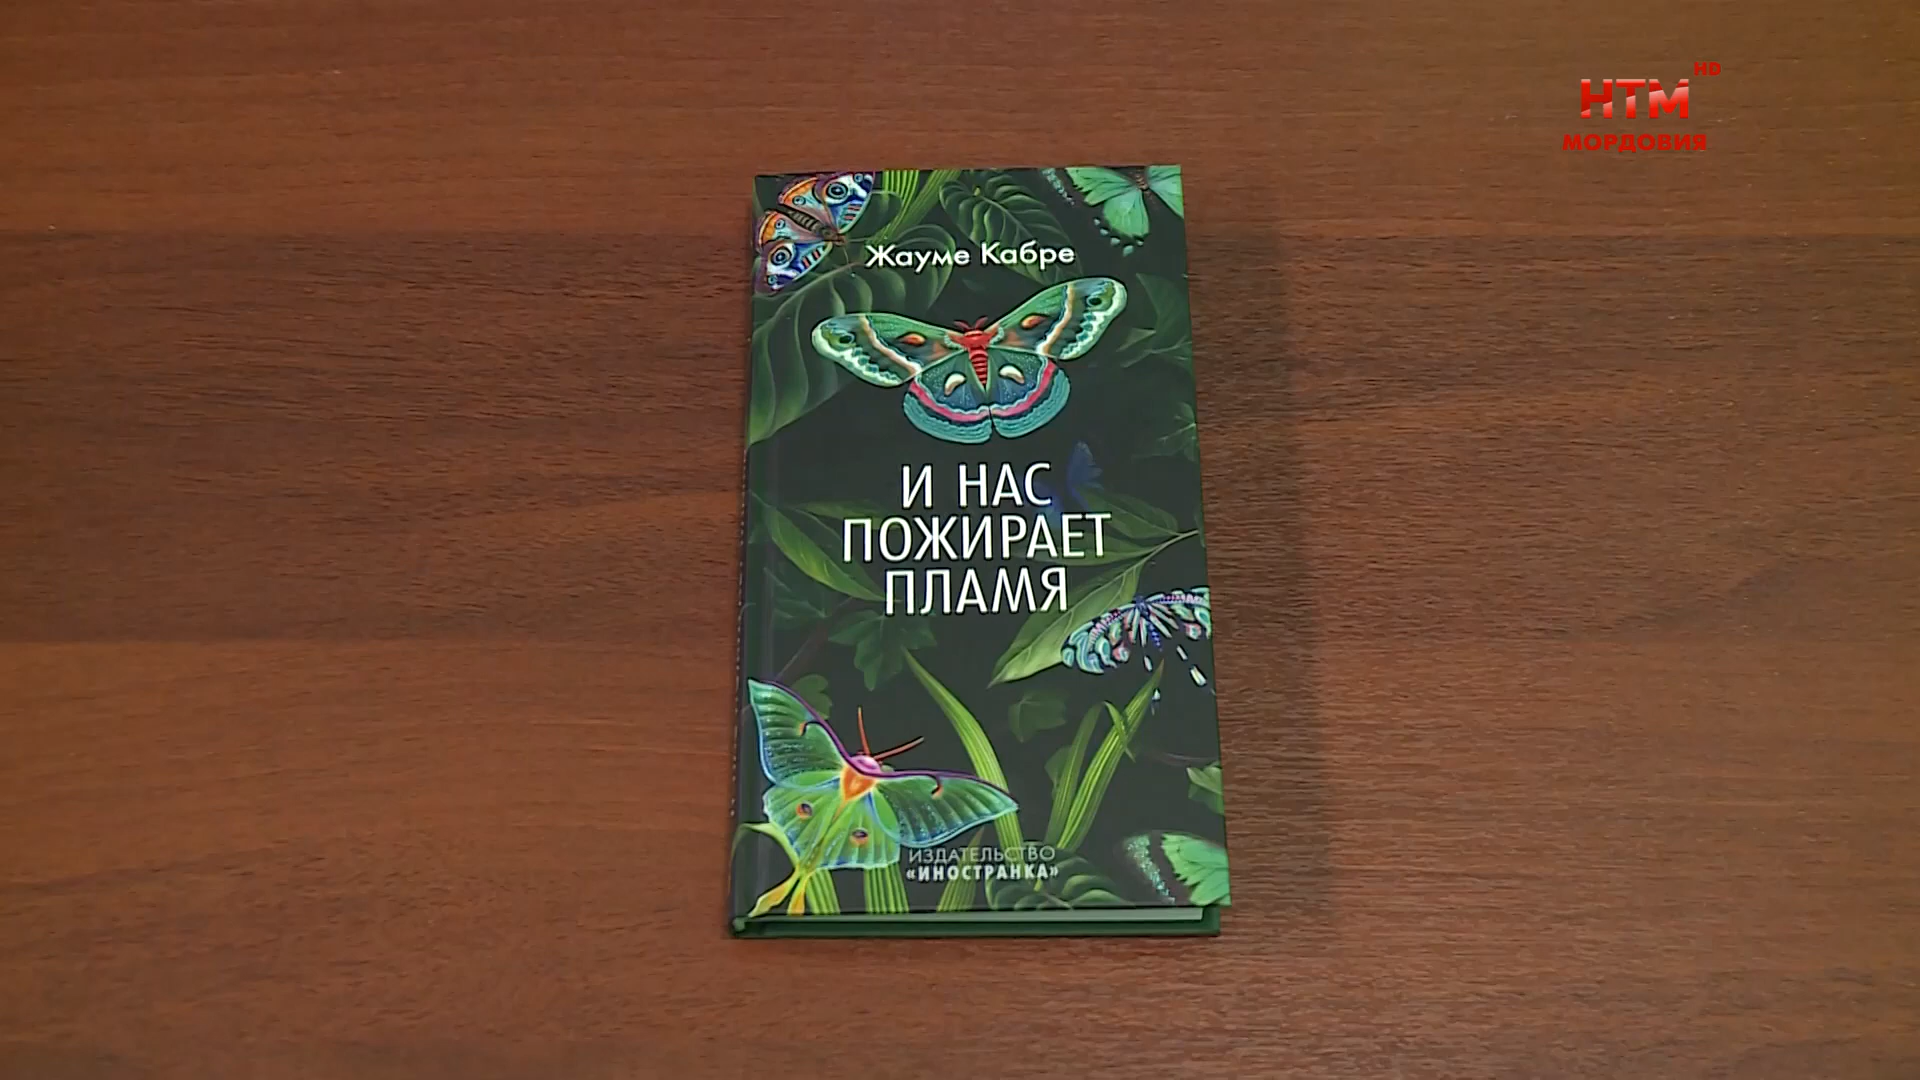 HD
НТМ
МОРДОВИЯ
Жауме Кабре
И НАС
ПОЖИРАЕТ
ПЛАМЯ
ИЗДАТЕЛЬСТВО
«ИНОСТРАНКА»